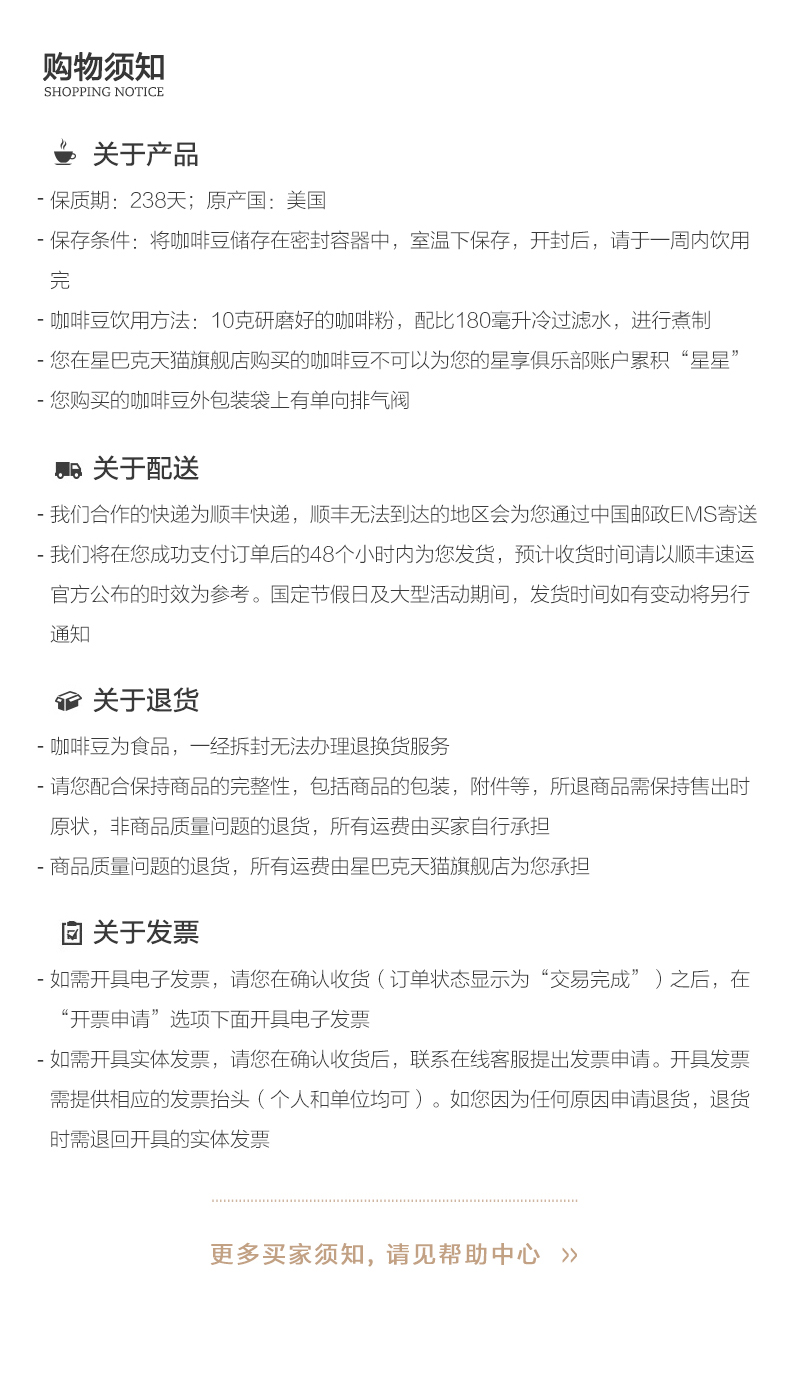 购物须知
SHOPPING NOTICE
关于产品
- 保质期：238天；原产国：美国
- 保存条件：将咖啡豆储存在密封容器中，室温下保存，开封后，请于一周内饮用
完
- 咖啡豆饮用方法：10克研磨好的咖啡粉，配比180毫升冷过滤水，进行煮制
- 您在星巴克天猫旗舰店购买的咖啡豆不可以为您的星享俱乐部账户累积“星星”
- 您购买的咖啡豆外包装袋上有单向排气阀
关于配送
- 我们合作的快递为顺丰快递，顺丰无法到达的地区会为您通过中国邮政EMS寄送
- 我们将在您成功支付订单后的48个小时内为您发货，预计收货时间请以顺丰速运
官方公布的时效为参考。国定节假日及大型活动期间，发货时间如有变动将另行
通知
关于退货
- 咖啡豆为食品，一经拆封无法办理退换货服务
- 请您配合保持商品的完整性，包括商品的包装，附件等，所退商品需保持售出时
原状，非商品质量问题的退货，所有运费由买家自行承担
- 商品质量问题的退货，所有运费由星巴克天猫旗舰店为您承担
关于发票
- 如需开具电子发票，请您在确认收货（订单状态显示为“交易完成”）之后，在
“开票申请”选项下面开具电子发票
- 如需开具实体发票，请您在确认收货后，联系在线客服提出发票申请。开具发票
需提供相应的发票抬头（个人和单位均可）。如您因为任何原因申请退货，退货
时需退回开具的实体发票
更多买家须知，请见帮助中心 »